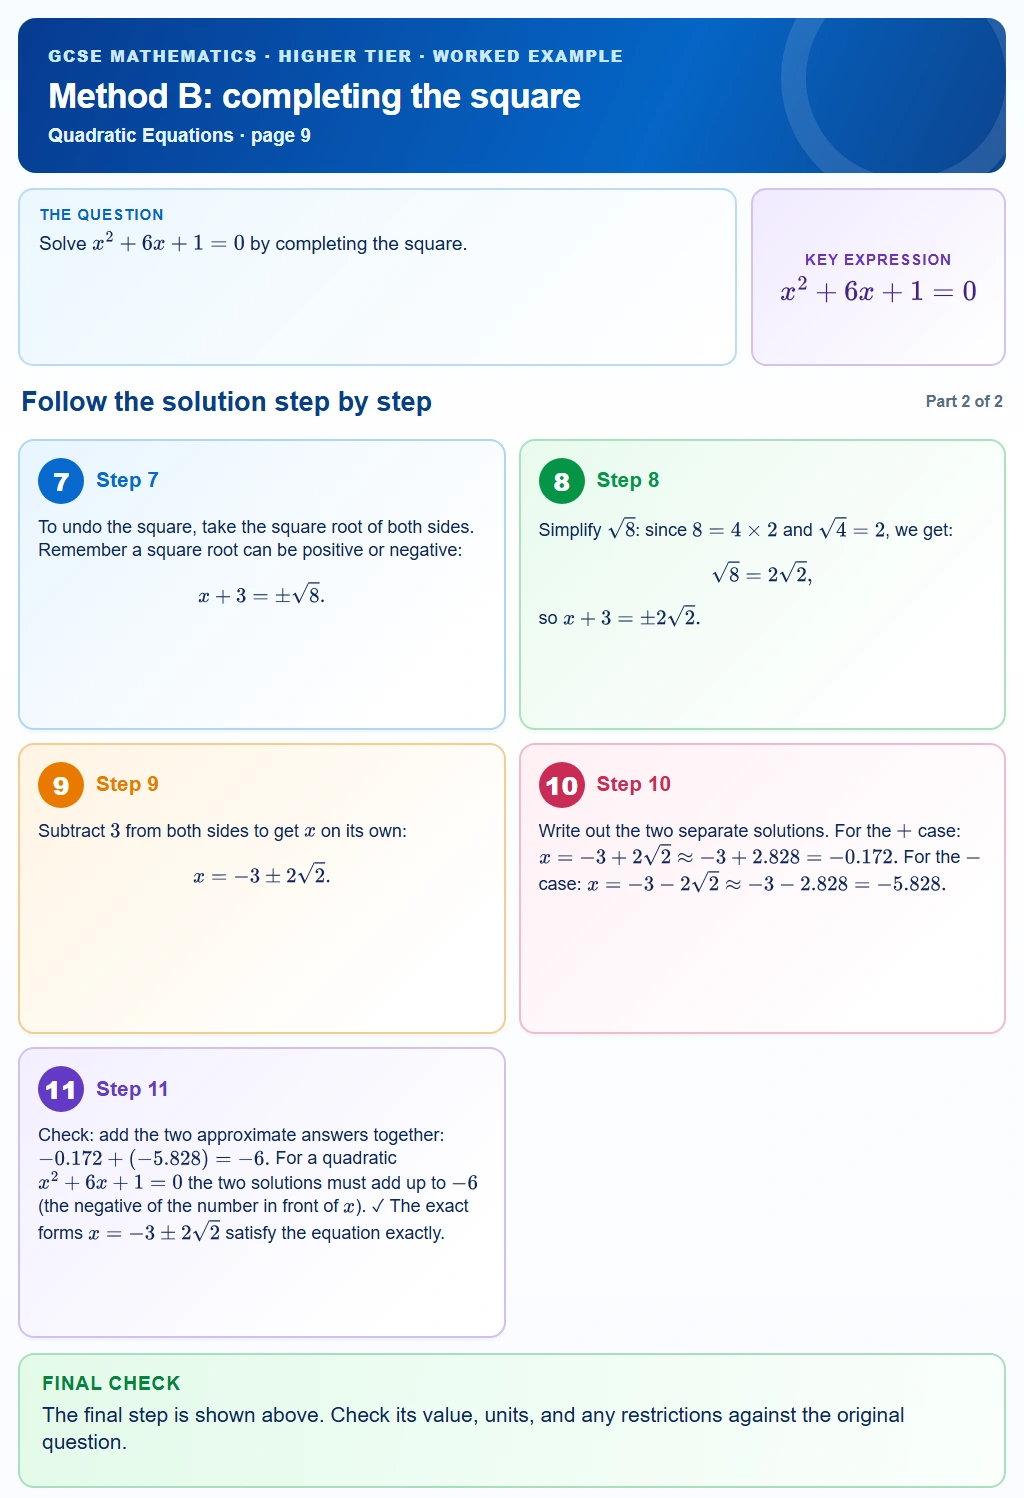 GCSE MATHEMATICS · HIGHER TIER · WORKED EXAMPLE
Method B: completing the square
Quadratic Equations · page 9
THE QUESTION
Solve x² + 6x + 1 = 0 by completing the square.
KEY EXPRESSION
x² + 6x + 1 = 0
Follow the solution step by step
Part 2 of 2
7 Step 7
To undo the square, take the square root of both sides.
Remember a square root can be positive or negative:
x + 3 = ±√8.
8 Step 8
Simplify √8: since 8 = 4 × 2 and √4 = 2, we get:
√8 = 2√2,
so x + 3 = ±2√2.
9 Step 9
Subtract 3 from both sides to get x on its own:
x = −3 ± 2√2.
10 Step 10
Write out the two separate solutions. For the + case:
x = −3 + 2√2 ≈ −3 + 2.828 = −0.172. For the −
case: x = −3 − 2√2 ≈ −3 − 2.828 = −5.828.
11 Step 11
Check: add the two approximate answers together:
−0.172 + (−5.828) = −6. For a quadratic
x² + 6x + 1 = 0 the two solutions must add up to −6
(the negative of the number in front of x). ✓ The exact
forms x = −3 ± 2√2 satisfy the equation exactly.
FINAL CHECK
The final step is shown above. Check its value, units, and any restrictions against the original
question.